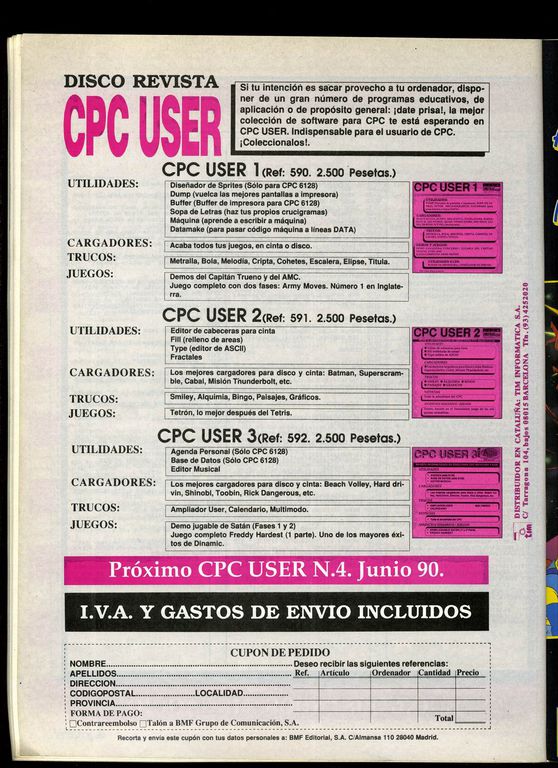 DISCO REVISTA
CPC USER
Si tu intención es sacar provecho a tu ordenador, dispo-
ner de un gran número de programas educativos, de
aplicación o de propósito general: ¡date prisa!, la mejor
colección de software para CPC te está esperando en
CPC USER. Indispensable para el usuario de CPC.
¡Coleccionalos!.
CPC USER 1 (Ref: 590. 2.500 Pesetas.)
UTILIDADES:
Diseñador de Sprites (Sólo para CPC 6128)
Dump (vuelca las mejores pantallas a impresora)
Buffer (Buffer de impresora para CPC 6128)
Sopa de Letras (haz tus propios crucigramas)
Máquina (aprende a escribir a máquina)
Datamake (para pasar código máquina a líneas DATA)
CARGADORES:
Acaba todos tus juegos, en cinta o disco.
TRUCOS:
Metralla, Bola, Melodía, Cripta, Cohetes, Escalera, Elipse, Titula.
JUEGOS:
Demos del Capitán Trueno y del AMC.
Juego completo con dos fases: Army Moves. Número 1 en Inglate-
rra.
CPC USER 1
CPC USER 2 (Ref: 591. 2.500 Pesetas.)
UTILIDADES:
Editor de cabeceras para cinta
Fill (relleno de areas)
Type (editor de ASCII)
Fractales
CARGADORES:
Los mejores cargadores para disco y cinta: Batman, Superscram-
ble, Cabal, Misión Thunderbolt, etc.
TRUCOS:
Smiley, Alquimia, Bingo, Paisajes, Gráficos.
JUEGOS:
Tetrón, lo mejor después del Tetris.
CPC USER 2
CPC USER 3 (Ref: 592. 2.500 Pesetas.)
UTILIDADES:
Agenda Personal (Sólo CPC 6128)
Base de Datos (Sólo CPC 6128)
Editor Musical
CARGADORES:
Los mejores cargadores para disco y cinta: Beach Volley, Hard dri-
vin, Shinobi, Toobin, Rick Dangerous, etc.
TRUCOS:
Ampliador User, Calendario, Multimodo.
JUEGOS:
Demo jugable de Satán (Fases 1 y 2)
Juego completo Freddy Hardest (1 parte). Uno de los mayores éxi-
tos de Dinamic.
CPC USER 3
DISTRIBUIDOR EN CATALUÑA: TIM INFORMATICA S.A.
C/ Tarragona 104, bajos 08015 BARCELONA Tfn. (93) 4252020
Próximo CPC USER N.4. Junio 90.
I.V.A. Y GASTOS DE ENVIO INCLUIDOS
CUPON DE PEDIDO
NOMBRE
Deseo recibir las siguientes referencias:
APELLIDOS
Ref. Artículo Ordenador Cantidad Precio
DIRECCION
CODIGOPOSTAL LOCALIDAD
PROVINCIA
FORMA DE PAGO:
Contrareembolso Talón a BMF Grupo de Comunicación, S.A.
Total
Recorta y envía este cupón con tus datos personales a: BMF Editorial, S.A. C/Almansa 110 28040 Madrid.